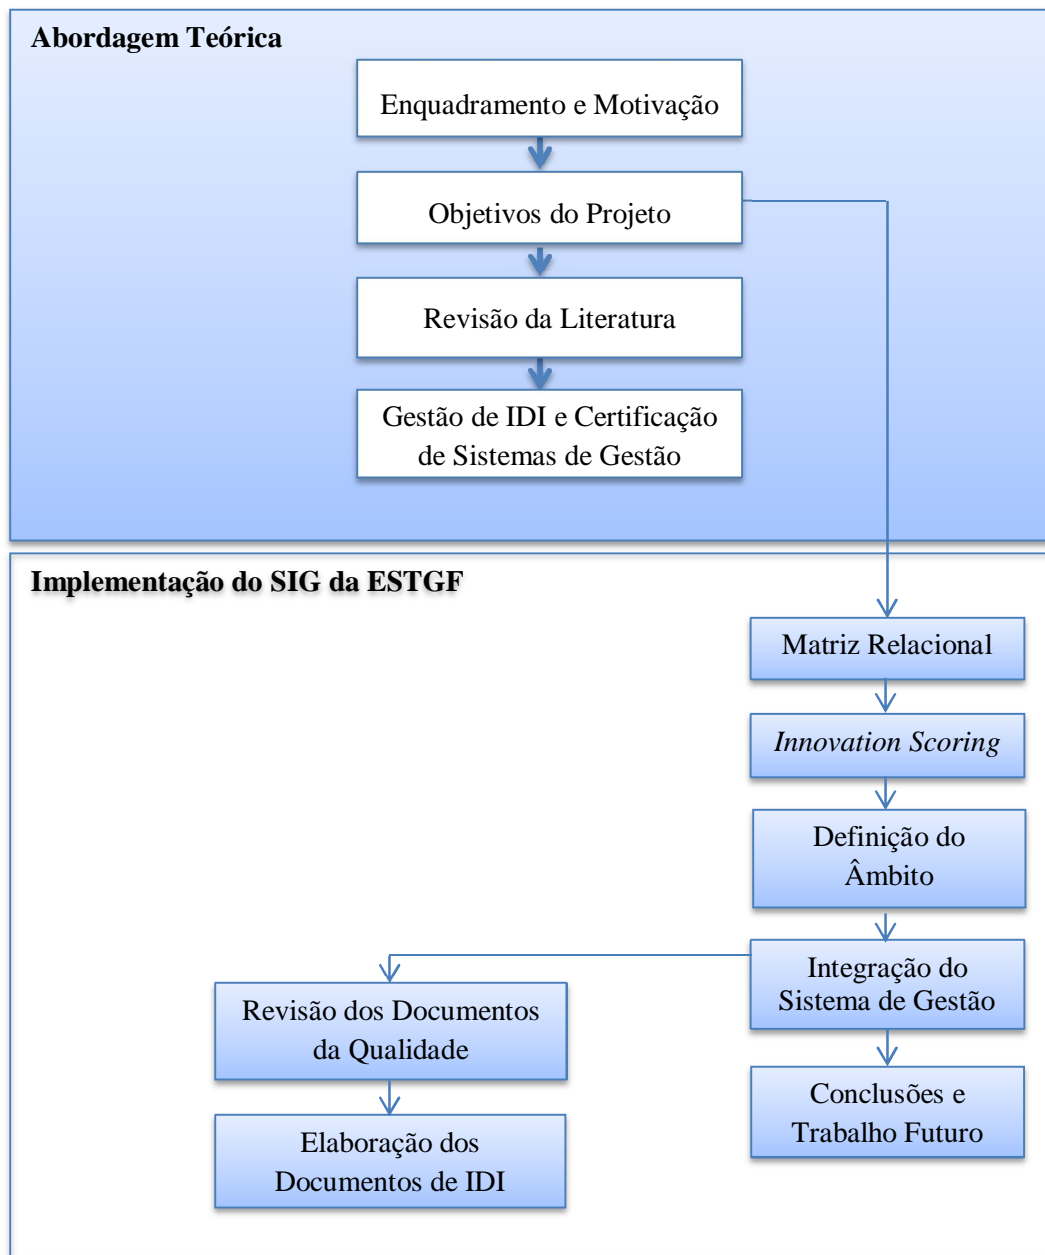 Abordagem Teórica
Enquadramento e Motivação
Objetivos do Projeto
Revisão da Literatura
Gestão de IDI e Certificação
de Sistemas de Gestão
Implementação do SIG da ESTGF
Matriz Relacional
Innovation Scoring
Definição do
Âmbito
Integração do
Sistema de Gestão
Revisão dos Documentos
da Qualidade
Conclusões e
Trabalho Futuro
Elaboração dos
Documentos de IDI